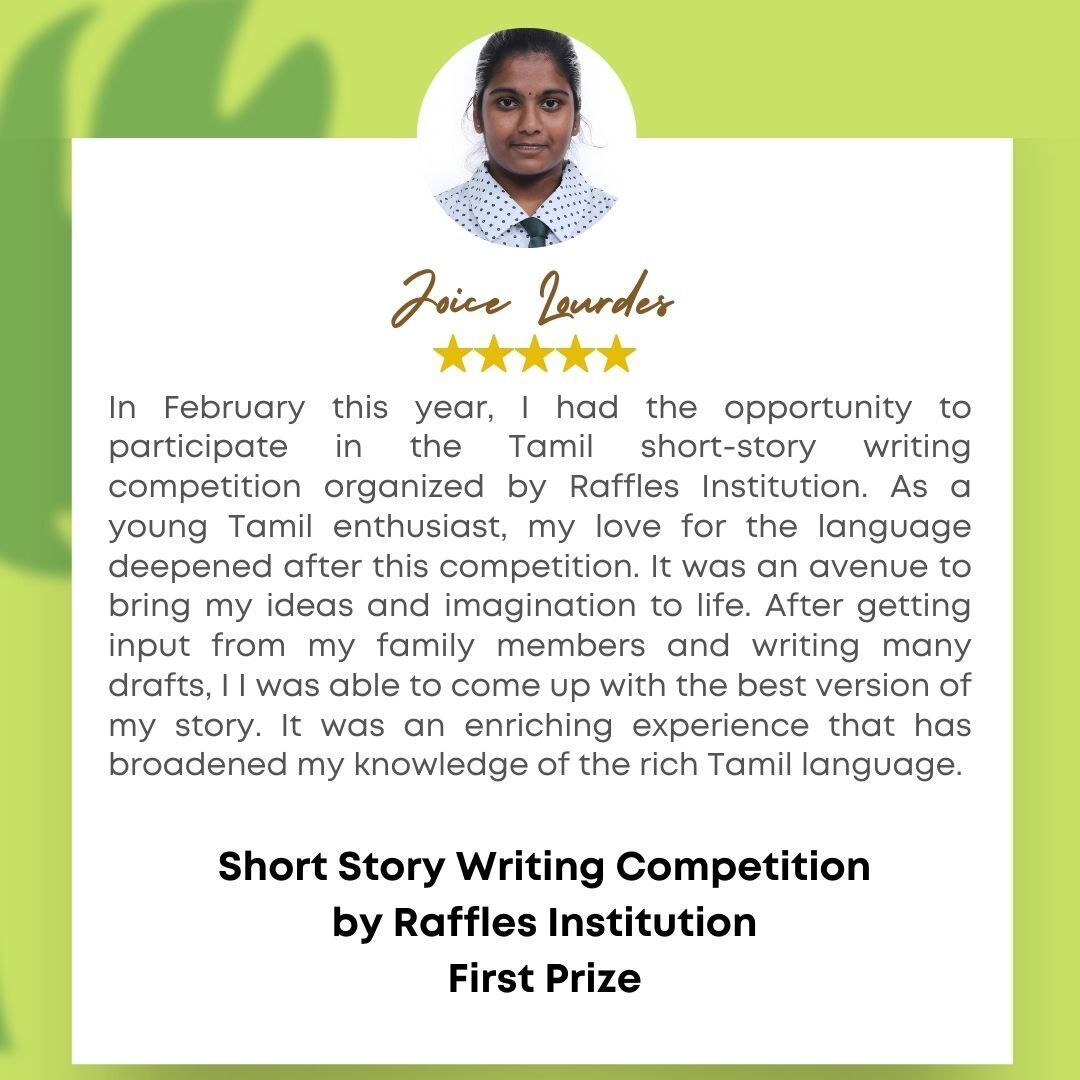 Joice Lourdes
In February this year, I had the opportunity to
participate in the Tamil short-story writing
competition organized by Raffles Institution. As a
young Tamil enthusiast, my love for the language
deepened after this competition. It was an avenue to
bring my ideas and imagination to life. After getting
input from my family members and writing many
drafts, I I was able to come up with the best version of
my story. It was an enriching experience that has
broadened my knowledge of the rich Tamil language.
Short Story Writing Competition
by Raffles Institution
First Prize